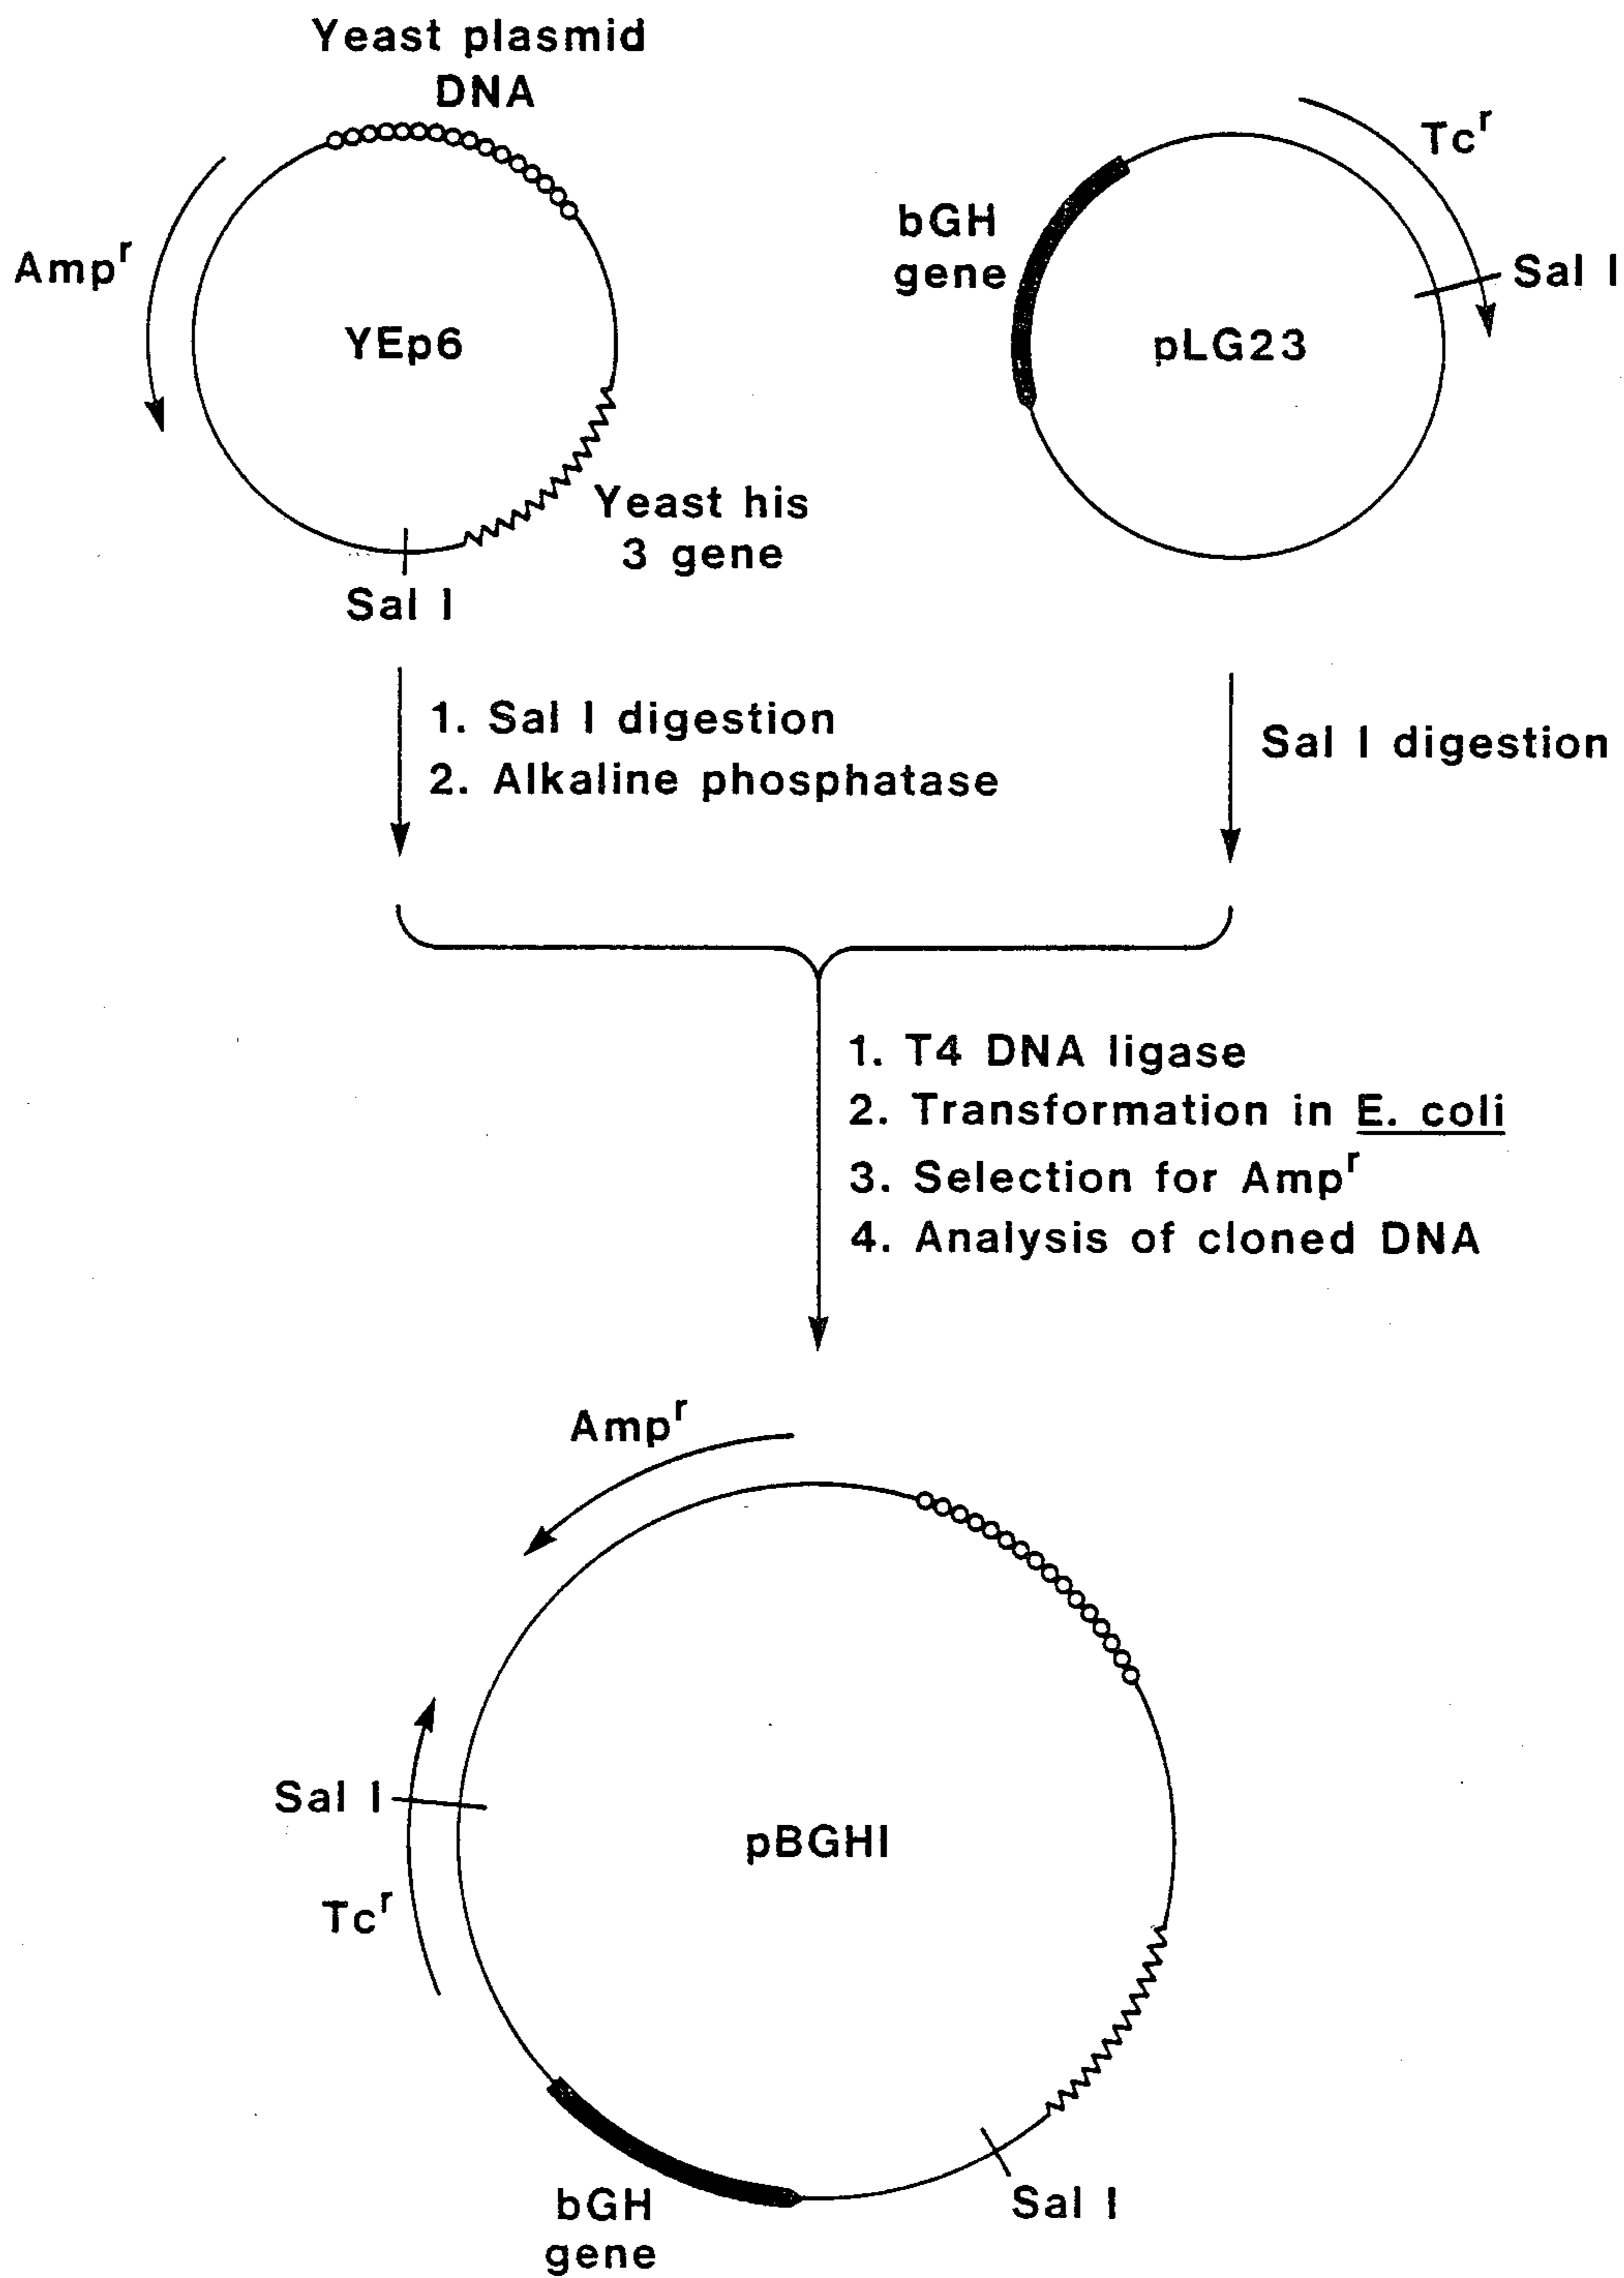 Yeast plasmid
DNA
Amp^r
YEp6
Yeast his
3 gene
Sal I
Tc^r
bGH
gene
Sal I
pLG23
1. Sal I digestion
2. Alkaline phosphatase
Sal I digestion
1. T4 DNA ligase
2. Transformation in E. coli
3. Selection for Amp^r
4. Analysis of cloned DNA
Amp^r
Sal I
pBGHI
Tc^r
bGH
gene
Sal I